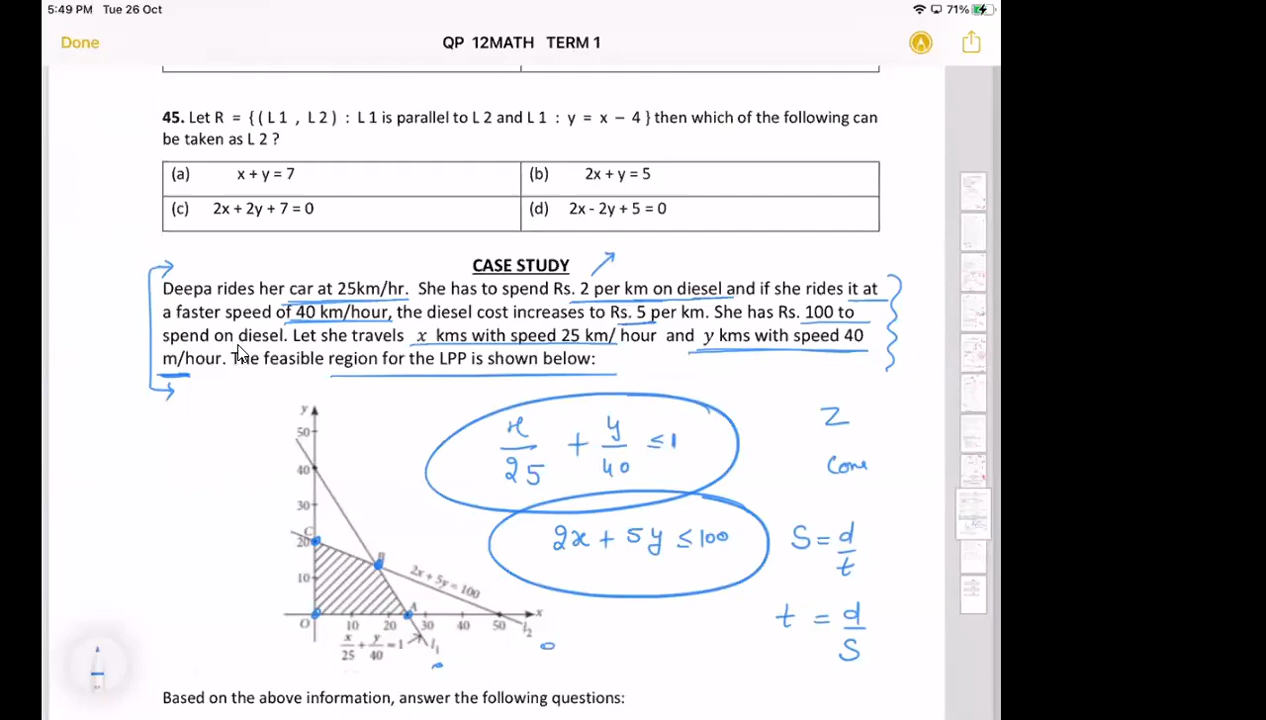 5:49 PM Tue 26 Oct
71%
Done
QP 12MATH TERM 1
45. Let R = {( L 1 , L 2 ) : L 1 is parallel to L 2 and L 1 : y = x – 4 } then which of the following can
be taken as L 2 ?
(a) x + y = 7
(b) 2x + y = 5
(c) 2x + 2y + 7 = 0
(d) 2x - 2y + 5 = 0
CASE STUDY
Deepa rides her car at 25km/hr. She has to spend Rs. 2 per km on diesel and if she rides it at
a faster speed of 40 km/hour, the diesel cost increases to Rs. 5 per km. She has Rs. 100 to
spend on diesel. Let she travels x kms with speed 25 km/ hour and y kms with speed 40
m/hour. The feasible region for the LPP is shown below:
y
50
40
30
C
20
10
B
2x + 5y = 100
O
A
10 20 30 40 50
x
l₂
x/25 + y/40 = 1
l₁
x/25 + y/40 ≤ 1
2x + 5y ≤ 100
Z
S = d/t
t = d/S
Based on the above information, answer the following questions: